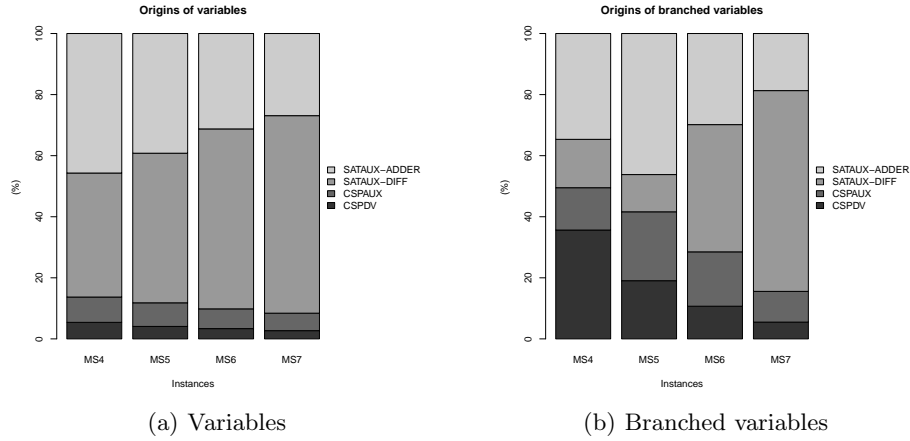 Origins of variables
(%)
100
80
60
40
20
0
MS4 MS5 MS6 MS7
Instances
SATAUX−ADDER
SATAUX−DIFF
CSPAUX
CSPDV
(a) Variables
Origins of branched variables
(%)
100
80
60
40
20
0
MS4 MS5 MS6 MS7
Instances
SATAUX−ADDER
SATAUX−DIFF
CSPAUX
CSPDV
(b) Branched variables